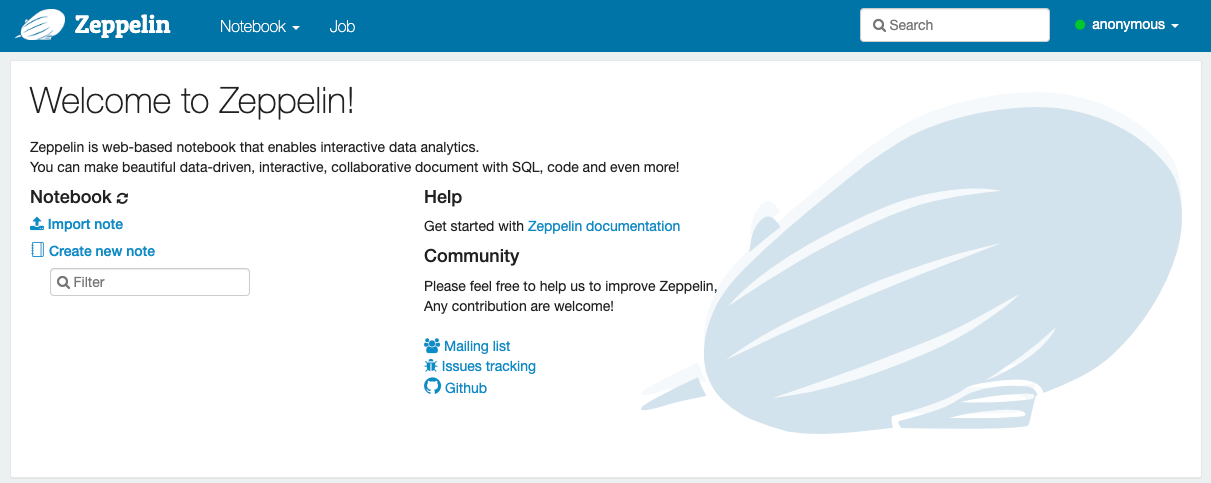 Zeppelin
Notebook
Job
Search
anonymous
Welcome to Zeppelin!
Zeppelin is web-based notebook that enables interactive data analytics.
You can make beautiful data-driven, interactive, collaborative document with SQL, code and even more!
Notebook
Import note
Create new note
Filter
Help
Get started with Zeppelin documentation
Community
Please feel free to help us to improve Zeppelin,
Any contribution are welcome!
Mailing list
Issues tracking
Github